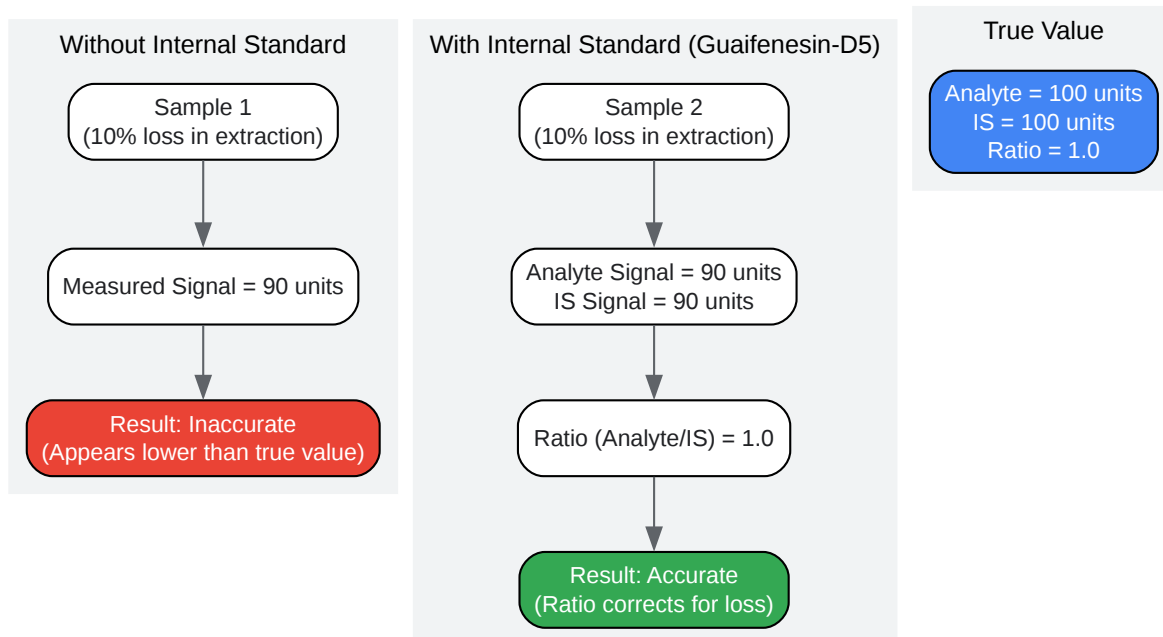 Without Internal Standard
Sample 1
(10% loss in extraction)
Measured Signal = 90 units
Result: Inaccurate
(Appears lower than true value)
With Internal Standard (Guaifenesin-D5)
Sample 2
(10% loss in extraction)
Analyte Signal = 90 units
IS Signal = 90 units
Ratio (Analyte/IS) = 1.0
Result: Accurate
(Ratio corrects for loss)
True Value
Analyte = 100 units
IS = 100 units
Ratio = 1.0